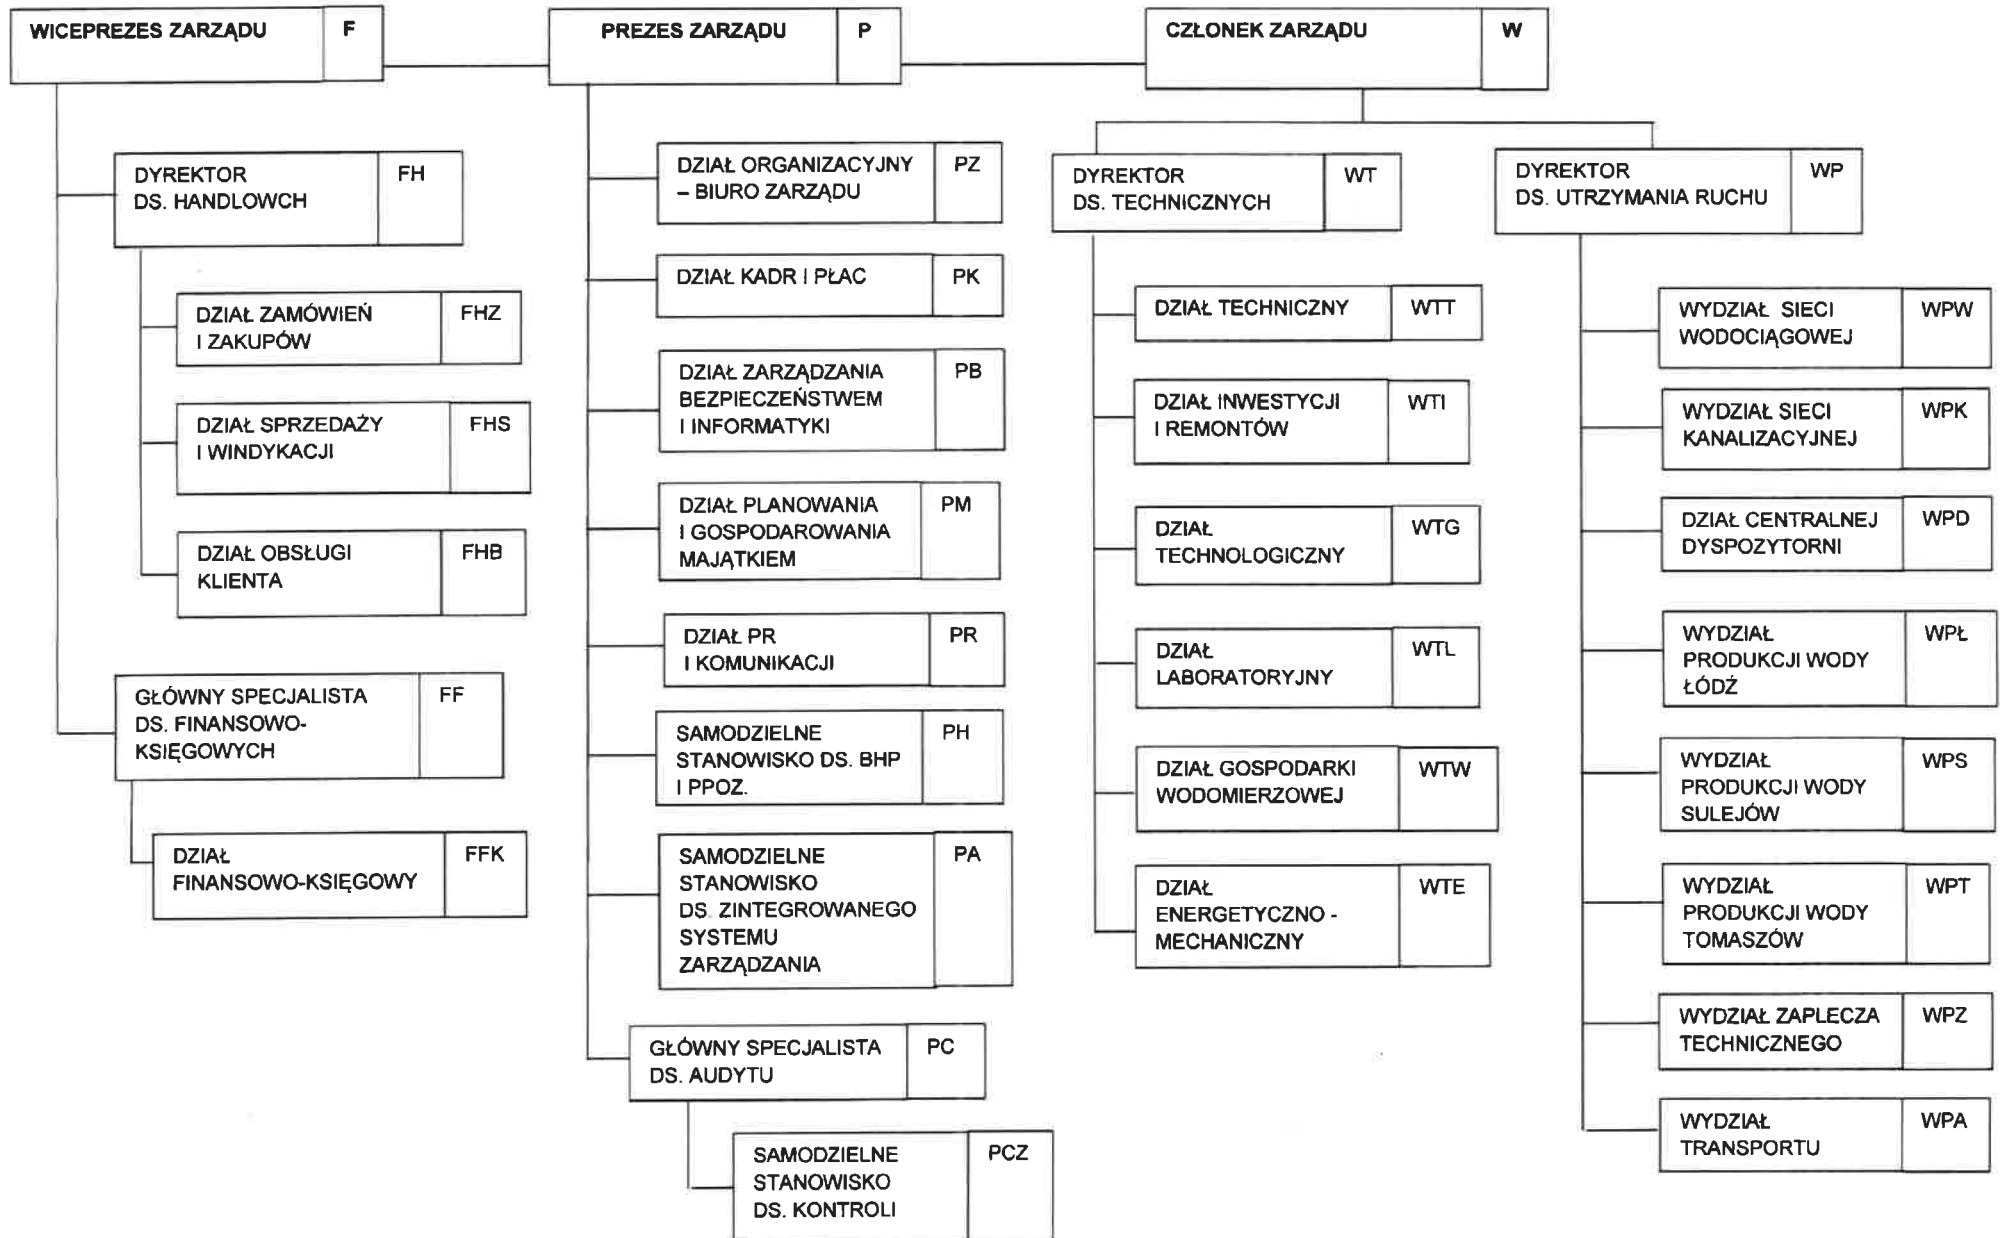 WICEPREZES ZARZĄDU F
PREZES ZARZĄDU P
CZŁONEK ZARZĄDU W
DYREKTOR FH
DS. HANDLOWCH
DZIAŁ ZAMÓWIEŃ FHZ
I ZAKUPÓW
DZIAŁ SPRZEDAŻY FHS
I WINDYKACJI
DZIAŁ OBSŁUGI FHB
KLIENTA
GŁÓWNY SPECJALISTA FF
DS. FINANSOWO-
KSIĘGOWYCH
DZIAŁ FFK
FINANSOWO-KSIĘGOWY
DZIAŁ ORGANIZACYJNY PZ
– BIURO ZARZĄDU
DZIAŁ KADR I PŁAC PK
DZIAŁ ZARZĄDZANIA PB
BEZPIECZEŃSTWEM
I INFORMATYKI
DZIAŁ PLANOWANIA PM
I GOSPODAROWANIA
MAJĄTKIEM
DZIAŁ PR PR
I KOMUNIKACJI
SAMODZIELNE PH
STANOWISKO DS. BHP
I PPOZ.
SAMODZIELNE PA
STANOWISKO
DS. ZINTEGROWANEGO
SYSTEMU
ZARZĄDZANIA
GŁÓWNY SPECJALISTA PC
DS. AUDYTU
SAMODZIELNE PCZ
STANOWISKO
DS. KONTROLI
DYREKTOR WT
DS. TECHNICZNYCH
DZIAŁ TECHNICZNY WTT
DZIAŁ INWESTYCJI WTI
I REMONTÓW
DZIAŁ WTG
TECHNOLOGICZNY
DZIAŁ WTL
LABORATORYJNY
DZIAŁ GOSPODARKI WTW
WODOMIERZOWEJ
DZIAŁ WTE
ENERGETYCZNO -
MECHANICZNY
DYREKTOR WP
DS. UTRZYMANIA RUCHU
WYDZIAŁ SIECI WPW
WODOCIĄGOWEJ
WYDZIAŁ SIECI WPK
KANALIZACYJNEJ
DZIAŁ CENTRALNEJ WPD
DYSPOZYTORNI
WYDZIAŁ WPŁ
PRODUKCJI WODY
ŁÓDŹ
WYDZIAŁ WPS
PRODUKCJI WODY
SULEJÓW
WYDZIAŁ WPT
PRODUKCJI WODY
TOMASZÓW
WYDZIAŁ ZAPLECZA WPZ
TECHNICZNEGO
WYDZIAŁ WPA
TRANSPORTU